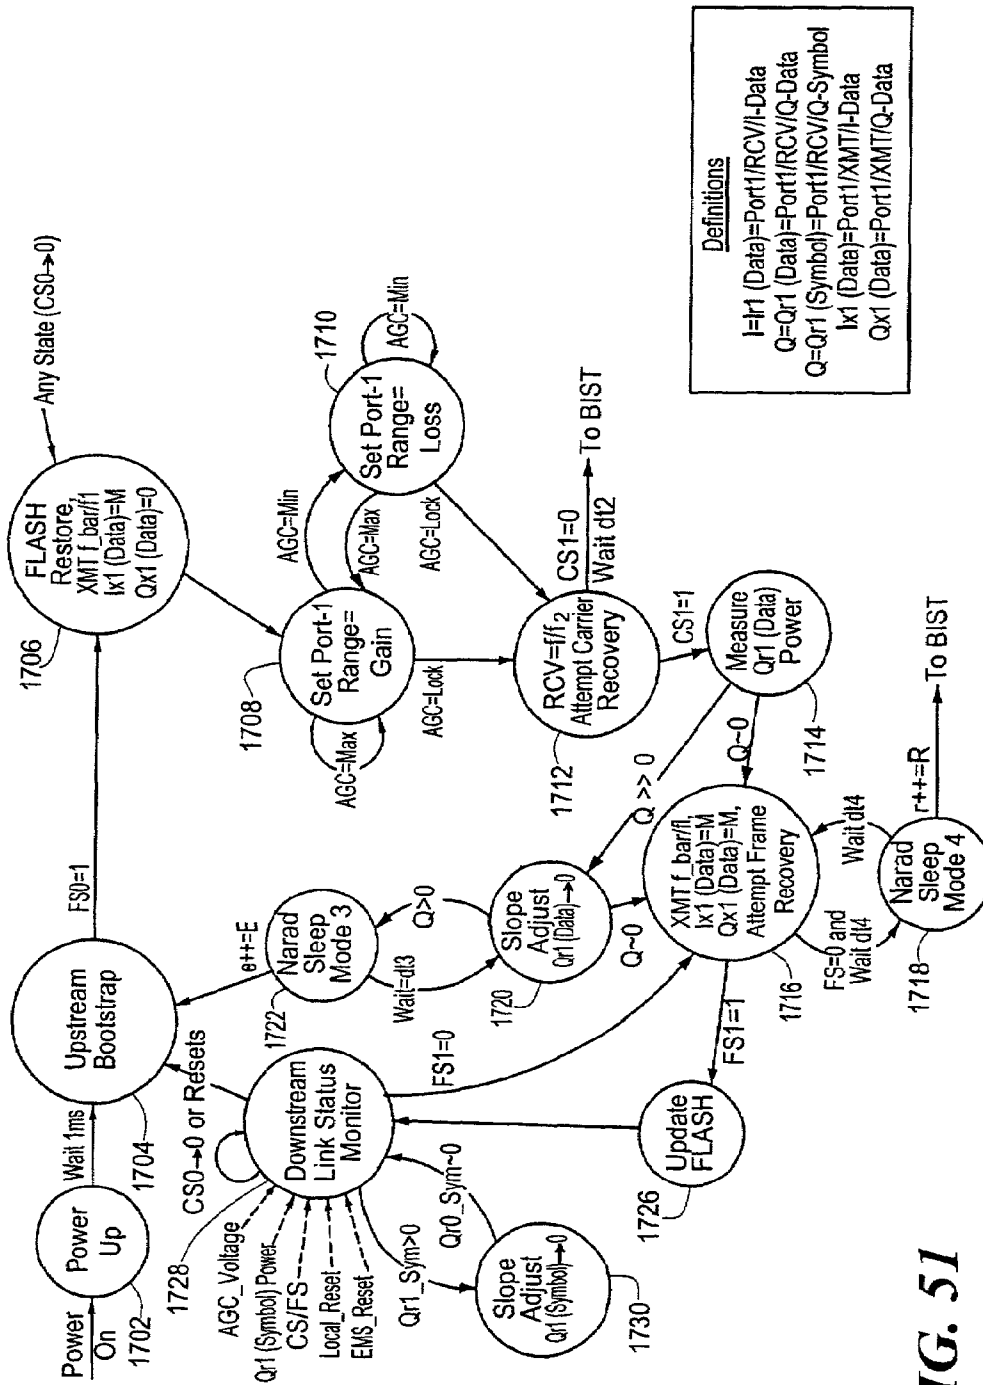 Power
On
1702
Power
Up
Wait 1ms
1704
Upstream
Bootstrap
FS0=1
1706
FLASH
Restore,
XMT f_bar/f1
Ix1 (Data)=M
Qx1 (Data)=0
Any State (CS0→0)
1708
Set Port-1
Range=
Gain
AGC=Max
AGC=Min
AGC=Max
AGC=Lock
1710
Set Port-1
Range=
Loss
AGC=Min
AGC=Lock
1712
RCV=f/f2
Attempt Carrier
Recovery
CS1=0
Wait dt2
To BIST
CS1=1
Measure
Qr1 (Data)
Power
1714
Q >> 0
Q~0
1728
CS0→0 or Resets
Downstream
Link Status
Monitor
AGC_Voltage
Qr1 (Symbol) Power
CS/FS
Local_Reset
EMS_Reset
e++=E
1722
Narad
Sleep
Mode 3
Q>0
Wait=dt3
Slope
Adjust
Qr1 (Data)→0
1720
Q~0
FS1=0
XMT f_bar/fl,
Ix1 (Data)=M
Qx1 (Data)=M,
Attempt Frame
Recovery
1716
Wait dt4
FS=0 and
Wait dt4
Narad
Sleep
Mode 4
1718
r++=R
To BIST
FS1=1
Update
FLASH
1726
Qr1_Sym>0
Qr0_Sym~0
Slope
Adjust
Qr1 (Symbol)→0
1730
Definitions
I=Ir1 (Data)=Port1/RCV/I-Data
Q=Qr1 (Data)=Port1/RCV/Q-Data
Q=Qr1 (Symbol)=Port1/RCV/Q-Symbol
Ix1 (Data)=Port1/XMT/I-Data
Qx1 (Data)=Port1/XMT/Q-Data
IG. 51